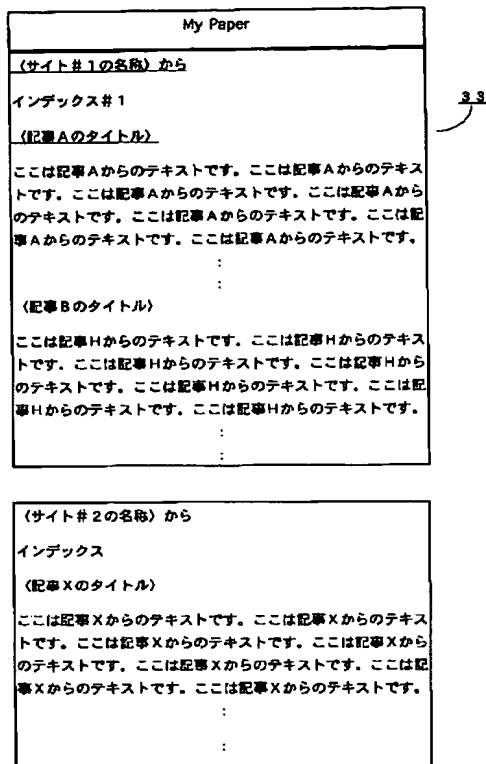 My Paper
〈サイト＃１の名称〉から
インデックス＃１
３３
〈記事Ａのタイトル〉
ここは記事Ａからのテキストです。ここは記事Ａからのテキス
トです。ここは記事Ａからのテキストです。ここは記事Ａから
のテキストです。ここは記事Ａからのテキストです。ここは記
事Ａからのテキストです。ここは記事Ａからのテキストです。
：
：
〈記事Ｂのタイトル〉
ここは記事Ｈからのテキストです。ここは記事Ｈからのテキス
トです。ここは記事Ｈからのテキストです。ここは記事Ｈから
のテキストです。ここは記事Ｈからのテキストです。ここは記
事Ｈからのテキストです。ここは記事Ｈからのテキストです。
：
：
〈サイト＃２の名称〉から
インデックス
〈記事Ｘのタイトル〉
ここは記事Ｘからのテキストです。ここは記事Ｘからのテキス
トです。ここは記事Ｘからのテキストです。ここは記事Ｘから
のテキストです。ここは記事Ｘからのテキストです。ここは記
事Ｘからのテキストです。ここは記事Ｘからのテキストです。
：
：